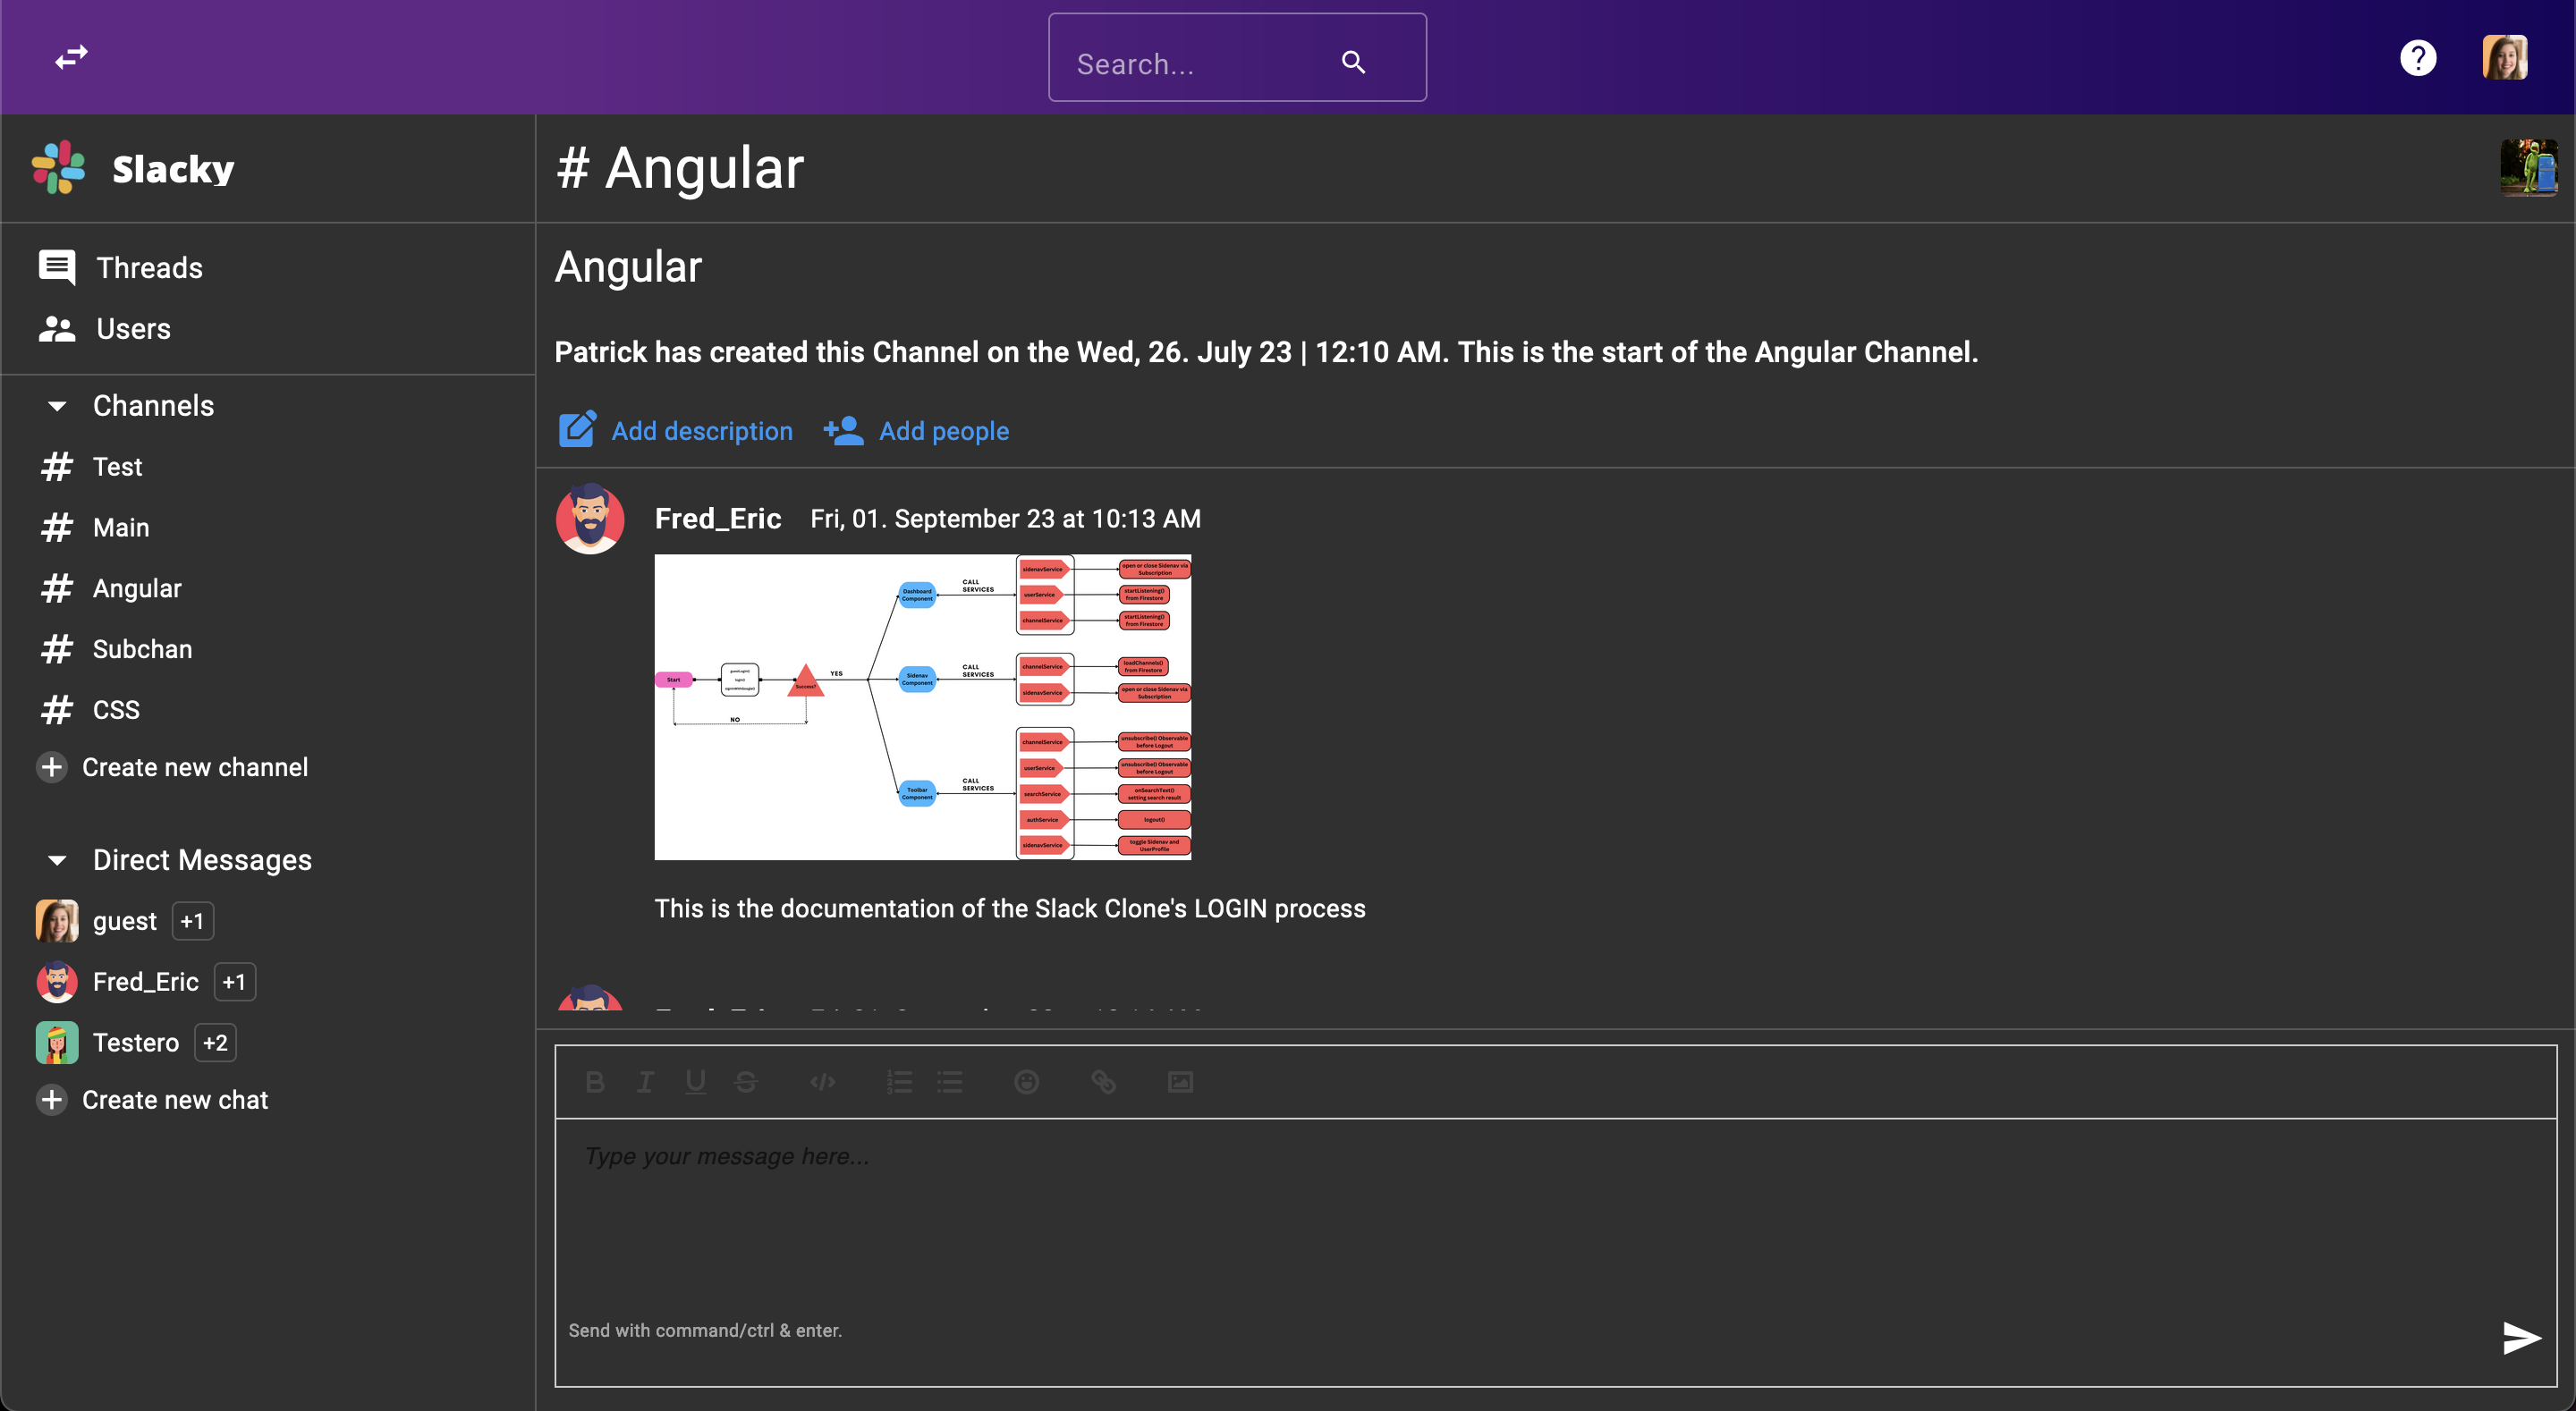 Search...
Slacky
# Angular
Threads
Users
Channels
# Test
# Main
# Angular
# Subchan
# CSS
Create new channel
Direct Messages
guest +1
Fred_Eric +1
Testero +2
Create new chat
Angular
Patrick has created this Channel on the Wed, 26. July 23 | 12:10 AM. This is the start of the Angular Channel.
Add description Add people
Fred_Eric Fri, 01. September 23 at 10:13 AM
Start
Success?
YES
NO
Dashboard
Component
CALL
SERVICES
sidenavService
open or close Sidenav via
Subscription
userService
startListening()
from Firestore
channelService
startListening()
from Firestore
Sidenav
Component
CALL
SERVICES
channelService
loadChannels()
from Firestore
sidenavService
open or close Sidenav via
Subscription
Toolbar
Component
CALL
SERVICES
channelService
unsubscribe() Observable
before Logout
userService
unsubscribe() Observable
before Logout
searchService
onSearchText()
setting search result
authService
logout()
sidenavService
toggle Sidenav and
UserProfile
This is the documentation of the Slack Clone's LOGIN process
Type your message here...
Send with command/ctrl & enter.